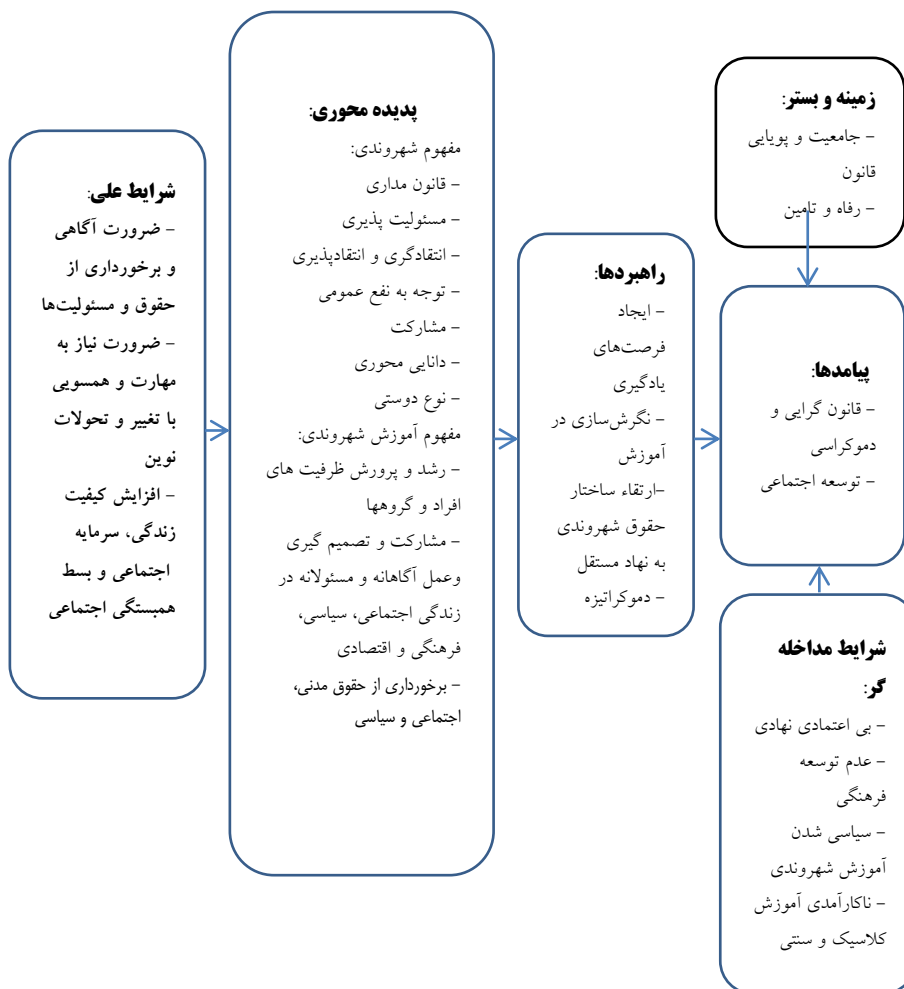 شرایط علی:
- ضرورت آگاهی
و برخورداری از
حقوق و مسئولیت‌ها
- ضرورت نیاز به
مهارت و همسویی
با تغییر و تحولات
نوین
- افزایش کیفیت
زندگی، سرمایه
اجتماعی و بسط
همبستگی اجتماعی
پدیده محوری:
مفهوم شهروندی:
- قانون مداری
- مسئولیت پذیری
- انتقادگری و انتقادپذیری
- توجه به نفع عمومی
- مشارکت
- دانایی محوری
- نوع دوستی
مفهوم آموزش شهروندی:
- رشد و پرورش ظرفیت های
افراد و گروهها
- مشارکت و تصمیم گیری
وعمل آگاهانه و مسئولانه در
زندگی اجتماعی، سیاسی،
فرهنگی و اقتصادی
- برخورداری از حقوق مدنی،
اجتماعی و سیاسی
راهبردها:
- ایجاد
فرصت‌های
یادگیری
- نگرش‌سازی در
آموزش
-ارتقاء ساختار
حقوق شهروندی
به نهاد مستقل
- دموکراتیزه
زمینه و بستر:
- جامعیت و پویایی
قانون
- رفاه و تامین
پیامدها:
- قانون گرایی و
دموکراسی
- توسعه اجتماعی
شرایط مداخله
گر:
- بی اعتمادی نهادی
- عدم توسعه
فرهنگی
- سیاسی شدن
آموزش شهروندی
- ناکارآمدی آموزش
کلاسیک و سنتی